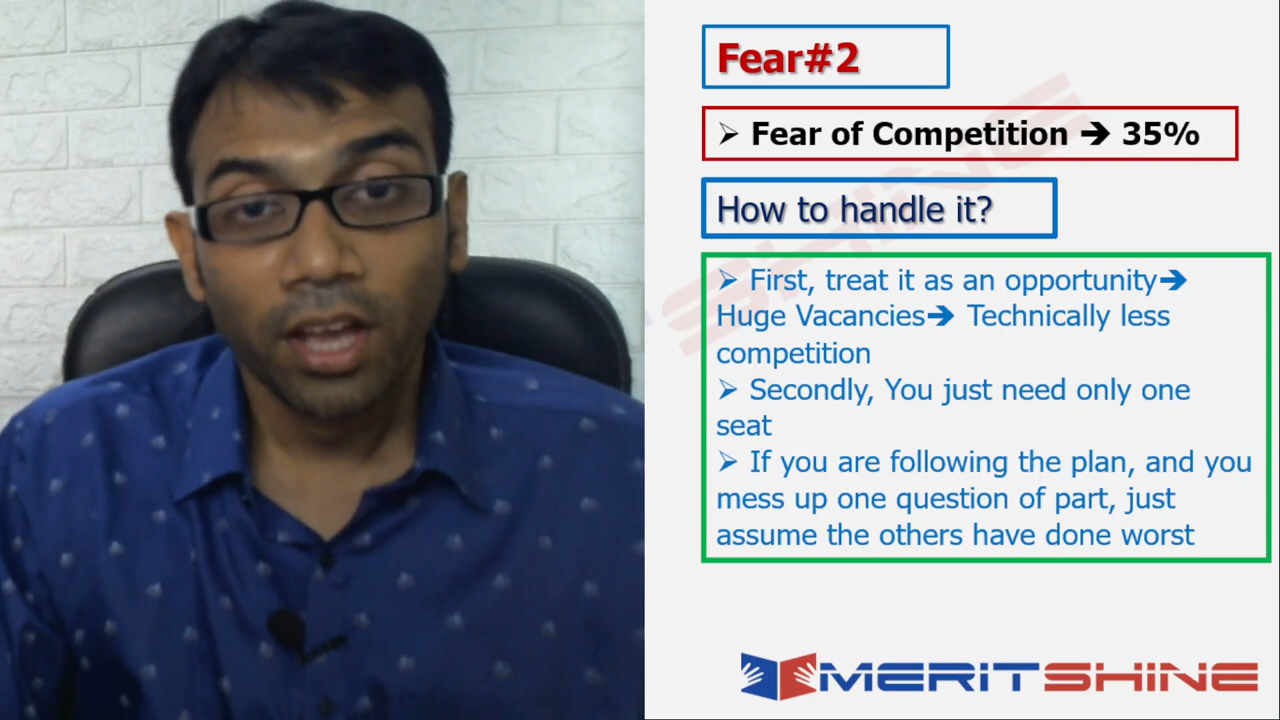 Fear#2
➢ Fear of Competition ➔ 35%
How to handle it?
➢ First, treat it as an opportunity➔
Huge Vacancies➔ Technically less
competition
➢ Secondly, You just need only one
seat
➢ If you are following the plan, and you
mess up one question of part, just
assume the others have done worst
MERITSHINE
SHINE